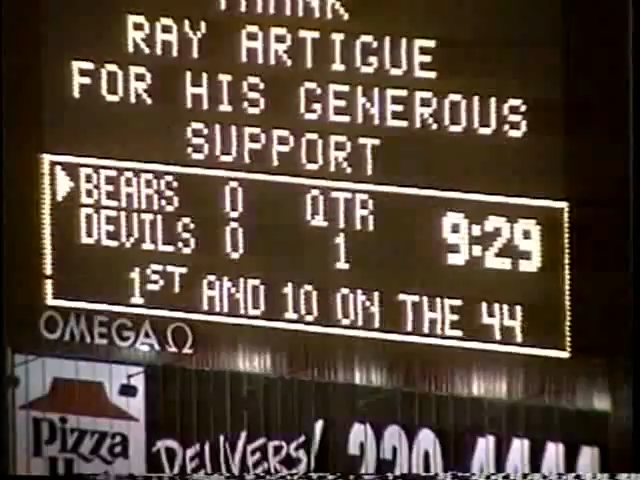 THANK
RAY ARTIGUE
FOR HIS GENEROUS
SUPPORT
BEARS 0 QTR 9:29
DEVILS 0 1
1ST AND 10 ON THE 44
OMEGA Ω
Pizza
DELIVERS!